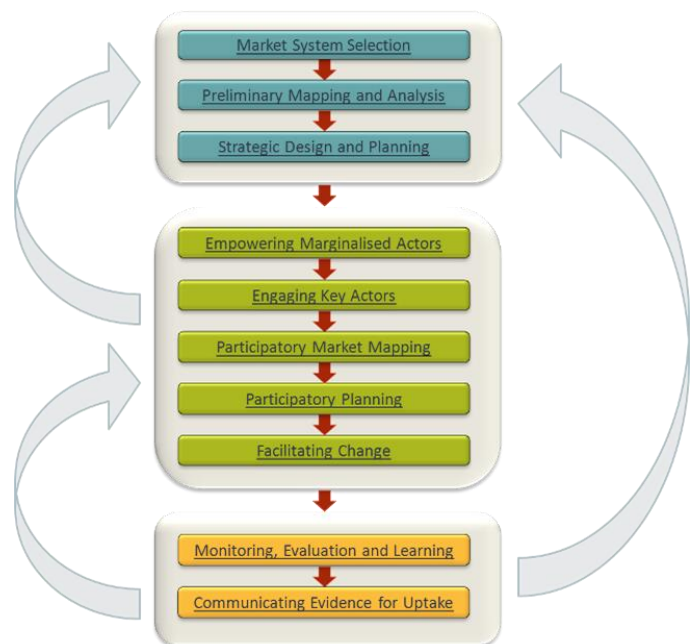 Market System Selection
Preliminary Mapping and Analysis
Strategic Design and Planning
Empowering Marginalised Actors
Engaging Key Actors
Participatory Market Mapping
Participatory Planning
Facilitating Change
Monitoring, Evaluation and Learning
Communicating Evidence for Uptake